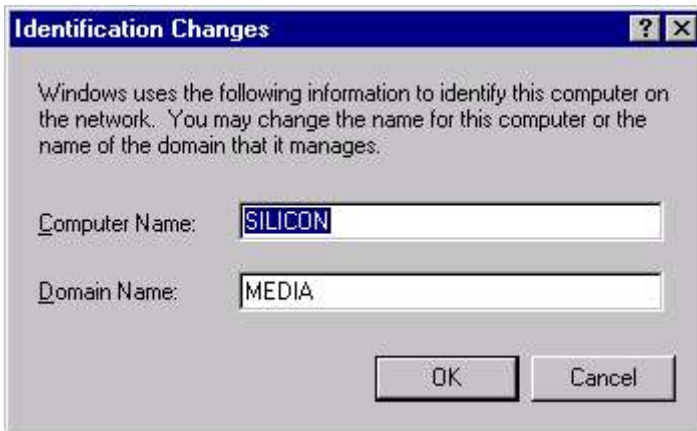 Identification Changes
Windows uses the following information to identify this computer on
the network. You may change the name for this computer or the
name of the domain that it manages.
Computer Name: SILICON
Domain Name: MEDIA
OK Cancel